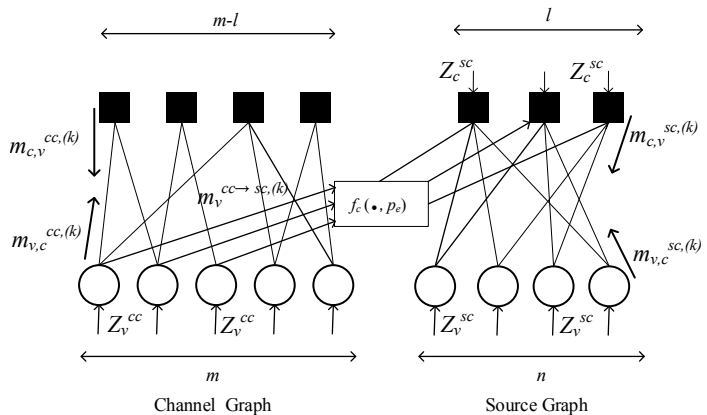 m-l
l
Z_c^{sc}
Z_c^{sc}
m_{c,v}^{cc,(k)}
m_{c,v}^{sc,(k)}
m_v^{cc→ sc,(k)}
f_c (•, p_e)
m_{v,c}^{cc,(k)}
m_{v,c}^{sc,(k)}
Z_v^{cc}
Z_v^{cc}
Z_v^{sc}
Z_v^{sc}
m
n
Channel Graph
Source Graph